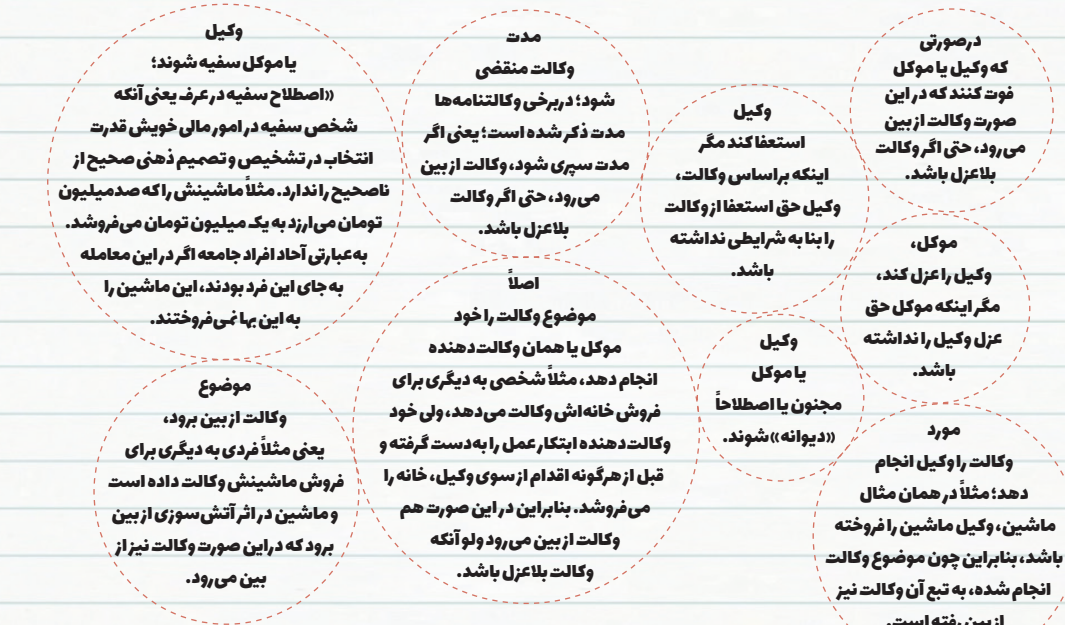 درصورتی
که وکیل یا موکل
فوت کنند که در این
صورت وکالت از بین
می‌رود، حتی اگر وکالت
بلاعزل باشد.
موکل،
وکیل را عزل کند،
مگر اینکه موکل حق
عزل وکیل را نداشته
باشد.
مورد
وکالت را وکیل انجام
دهد؛ مثلاً در همان مثال
ماشین، وکیل ماشین را فروخته
باشد، بنابراین چون موضوع وکالت
انجام شده، به تبع آن وکالت نیز
از بین رفته است.
وکیل
استعفا کند مگر
اینکه براساس وکالت،
وکیل حق استعفا از وکالت
را بنا به شرایطی نداشته
باشد.
وکیل
یا موکل
مجنون یا اصطلاحاً
«دیوانه» شوند.
مدت
وکالت منقضی
شود؛ در برخی وکالتنامه‌ها
مدت ذکر شده است؛ یعنی اگر
مدت سپری شود، وکالت از بین
می‌رود، حتی اگر وکالت
بلاعزل باشد.
اصلاً
موضوع وکالت را خود
موکل یا همان وکالت‌دهنده
انجام دهد، مثلاً شخصی به دیگری برای
فروش خانه‌اش وکالت می‌دهد، ولی خود
وکالت‌دهنده ابتکار عمل را به‌دست گرفته و
قبل از هرگونه اقدام از سوی وکیل، خانه را
می‌فروشد. بنابراین در این صورت هم
وکالت از بین می‌رود ولو آنکه
وکالت بلاعزل باشد.
وکیل
یا موکل سفیه شوند؛
«اصطلاح سفیه در عرف یعنی آنکه
شخص سفیه در امور مالی خویش قدرت
انتخاب در تشخیص و تصمیم ذهنی صحیح از
ناصحیح را ندارد. مثلاً ماشینش را که صدمیلیون
تومان می‌ارزد به یک میلیون تومان می‌فروشد.
به‌عبارتی آحاد افراد جامعه اگر در این معامله
به جای این فرد بودند، این ماشین را
به این بها نمی‌فروختند.
موضوع
وکالت از بین برود،
یعنی مثلاً فردی به دیگری برای
فروش ماشینش وکالت داده است
و ماشین در اثر آتش‌سوزی از بین
برود که دراین صورت وکالت نیز از
بین می‌رود.